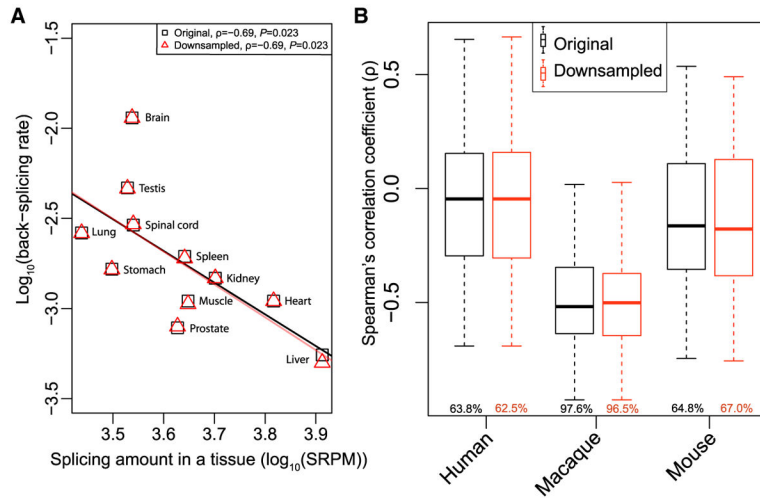 A
Original, ρ=−0.69, P=0.023
Downsampled, ρ=−0.69, P=0.023
Log10(back−splicing rate)
−1.5
−2.0
−2.5
−3.0
−3.5
Brain
Testis
Spinal cord
Lung
Spleen
Stomach
Kidney
Muscle
Heart
Prostate
Liver
3.5
3.6
3.7
3.8
3.9
Splicing amount in a tissue (log10(SRPM))
B
Original
Downsampled
Spearman's correlation coefficient (ρ)
0.5
0.0
−0.5
63.8%
62.5%
97.6%
96.5%
64.8%
67.0%
Human
Macaque
Mouse